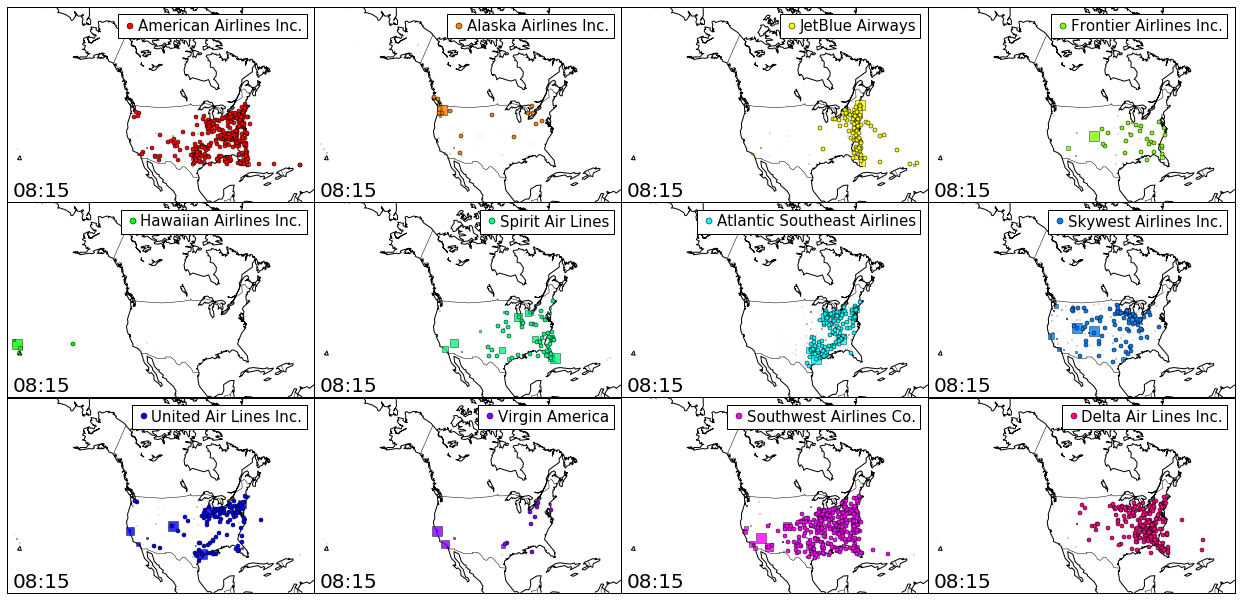 American Airlines Inc.
08:15
Alaska Airlines Inc.
08:15
JetBlue Airways
08:15
Frontier Airlines Inc.
08:15
Hawaiian Airlines Inc.
08:15
Spirit Air Lines
08:15
Atlantic Southeast Airlines
08:15
Skywest Airlines Inc.
08:15
United Air Lines Inc.
08:15
Virgin America
08:15
Southwest Airlines Co.
08:15
Delta Air Lines Inc.
08:15